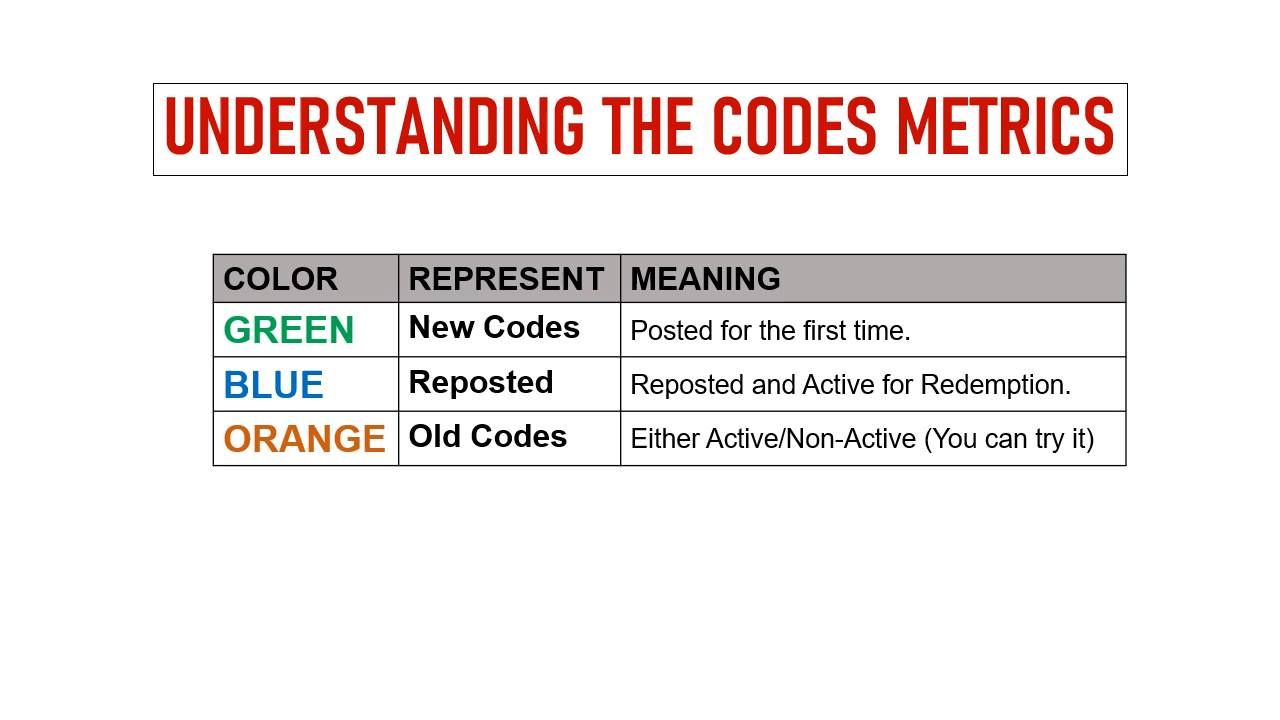 UNDERSTANDING THE CODES METRICS
COLOR REPRESENT MEANING
GREEN New Codes Posted for the first time.
BLUE Reposted Reposted and Active for Redemption.
ORANGE Old Codes Either Active/Non-Active (You can try it)